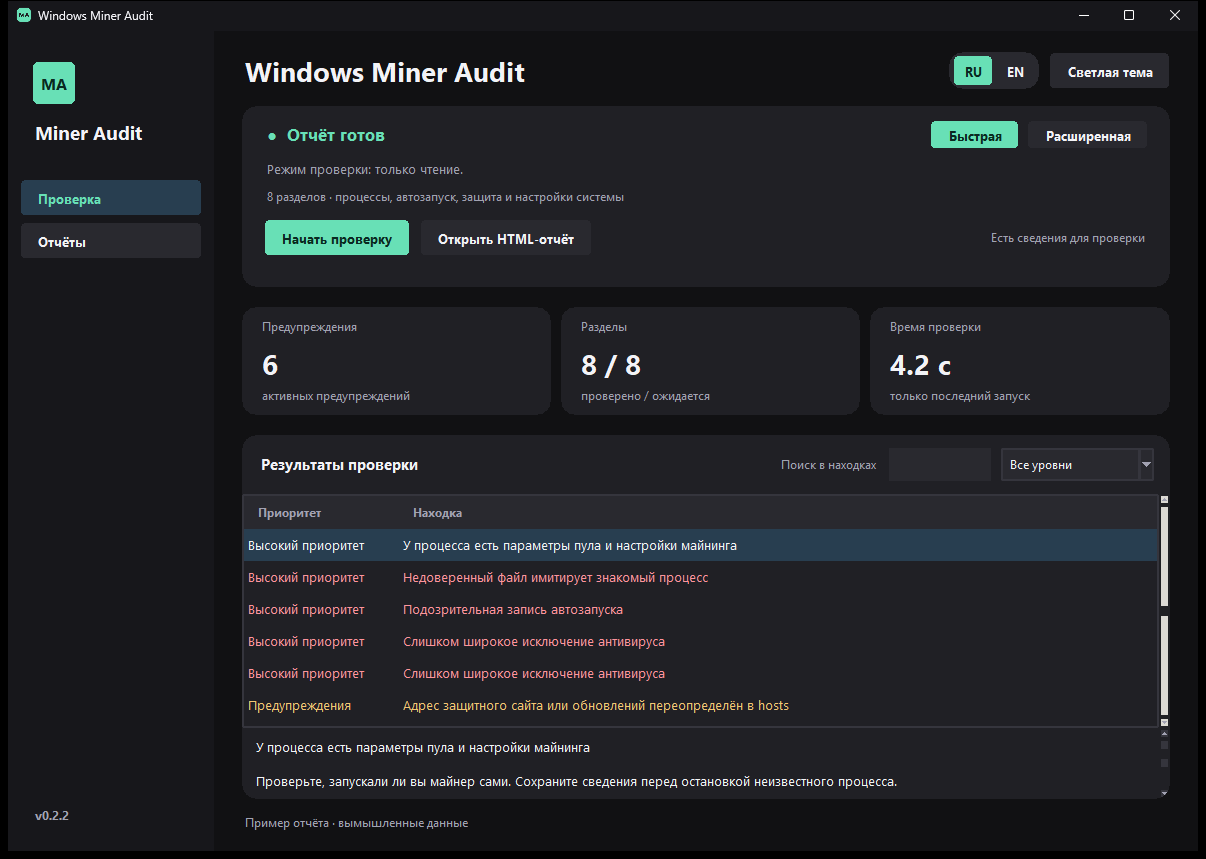 MA Windows Miner Audit
MA
Miner Audit
Проверка
Отчёты
v0.2.2
Windows Miner Audit
RU EN Светлая тема
● Отчёт готов
Быстрая Расширенная
Режим проверки: только чтение.
8 разделов · процессы, автозапуск, защита и настройки системы
Начать проверку Открыть HTML-отчёт Есть сведения для проверки
Предупреждения
6
активных предупреждений
Разделы
8 / 8
проверено / ожидается
Время проверки
4.2 с
только последний запуск
Результаты проверки Поиск в находках Все уровни
Приоритет Находка
Высокий приоритет У процесса есть параметры пула и настройки майнинга
Высокий приоритет Недоверенный файл имитирует знакомый процесс
Высокий приоритет Подозрительная запись автозапуска
Высокий приоритет Слишком широкое исключение антивируса
Высокий приоритет Слишком широкое исключение антивируса
Предупреждения Адрес защитного сайта или обновлений переопределён в hosts
У процесса есть параметры пула и настройки майнинга
Проверьте, запускали ли вы майнер сами. Сохраните сведения перед остановкой неизвестного процесса.
Пример отчёта · вымышленные данные